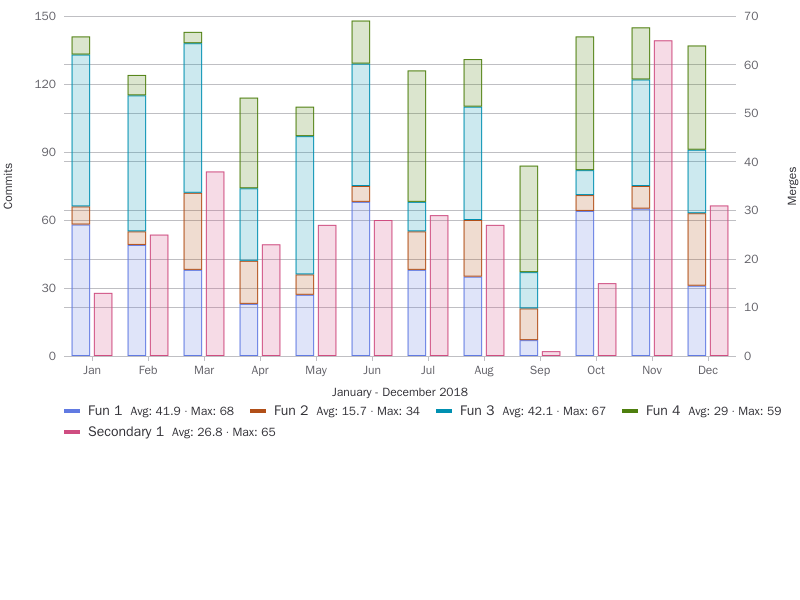 150
120
90
60
30
0
Commits
70
60
50
40
30
20
10
0
Merges
Jan Feb Mar Apr May Jun Jul Aug Sep Oct Nov Dec
January - December 2018
Fun 1 Avg: 41.9 · Max: 68 Fun 2 Avg: 15.7 · Max: 34 Fun 3 Avg: 42.1 · Max: 67 Fun 4 Avg: 29 · Max: 59
Secondary 1 Avg: 26.8 · Max: 65